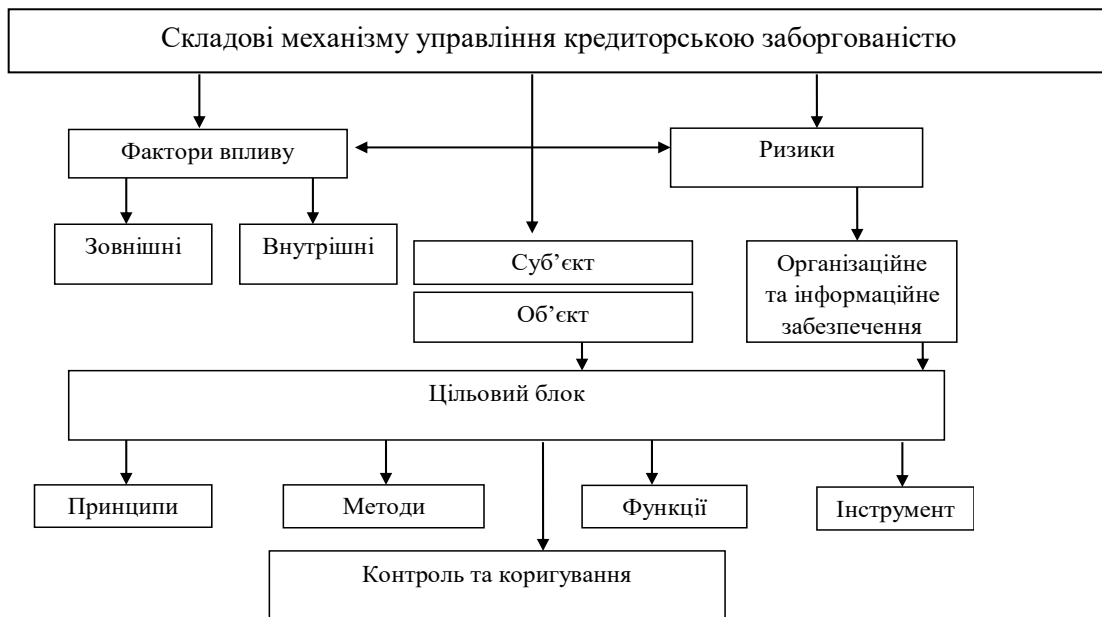 Складові механізму управління кредиторською заборгованістю
Фактори впливу
Ризики
Зовнішні
Внутрішні
Суб’єкт
Об’єкт
Організаційне
та інформаційне
забезпечення
Цільовий блок
Принципи
Методи
Функції
Інструмент
Контроль та коригування